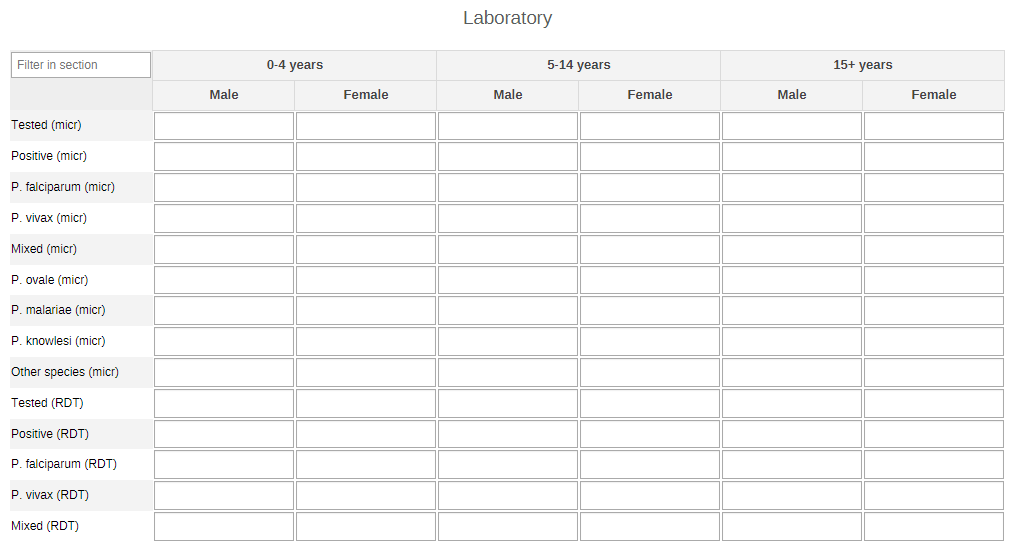 Laboratory
Filter in section 0-4 years 5-14 years 15+ years
Male Female Male Female Male Female
Tested (micr)
Positive (micr)
P. falciparum (micr)
P. vivax (micr)
Mixed (micr)
P. ovale (micr)
P. malariae (micr)
P. knowlesi (micr)
Other species (micr)
Tested (RDT)
Positive (RDT)
P. falciparum (RDT)
P. vivax (RDT)
Mixed (RDT)